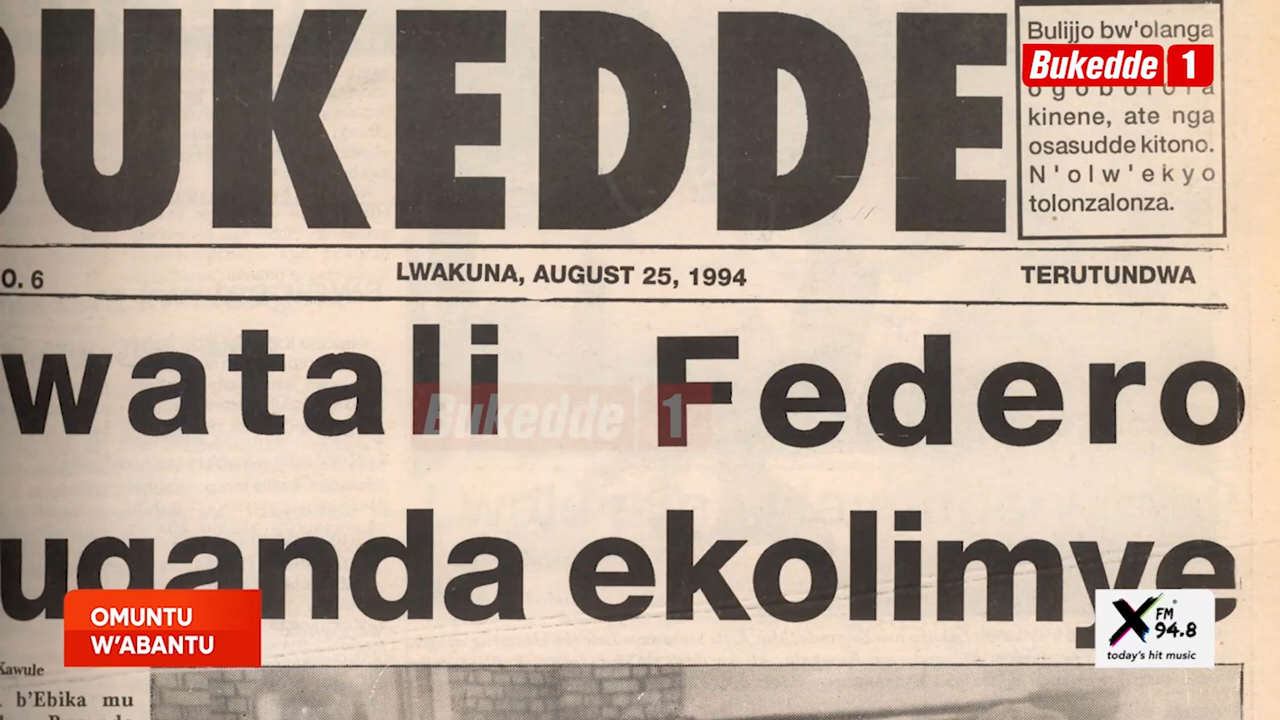 BUKEDDE
Bulijjo bw'olanga
Bukedde 1
ogobolola
kinene, ate nga
osasudde kitono.
N'olw'ekyo
tolonzalonza.
O. 6
LWAKUNA, AUGUST 25, 1994
TERUTUNDWA
watali Federo
Bukedde 1
uganda ekolimye
OMUNTU
W'ABANTU
X FM
94.8
today's hit music
Kawule
b'Ebika mu